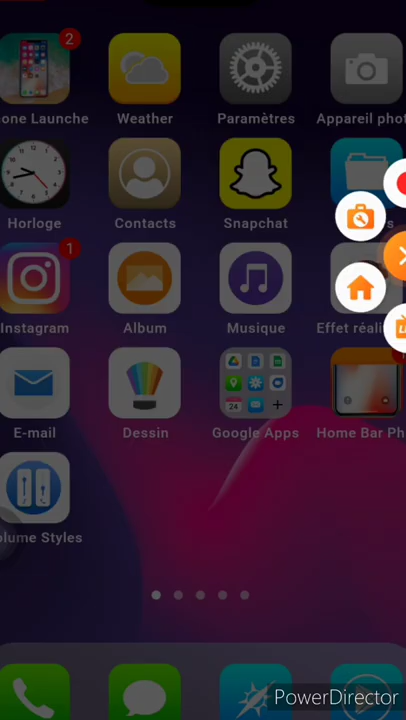 2
one Launche
Weather
Paramètres
Appareil phot
Horloge
Contacts
Snapchat
1
Instagram
Album
Musique
Effet réali
24
E-mail
Dessin
Google Apps
Home Bar Ph
olume Styles
PowerDirector